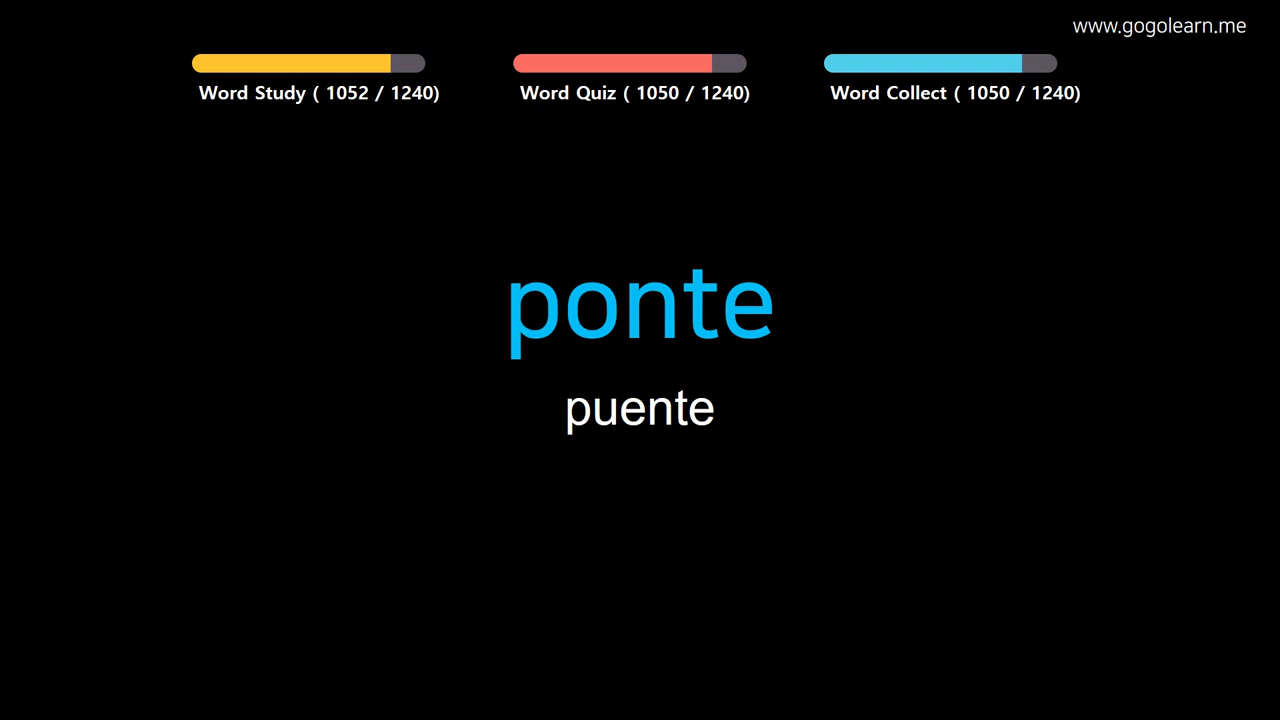 www.gogolearn.me
Word Study ( 1052 / 1240)
Word Quiz ( 1050 / 1240)
Word Collect ( 1050 / 1240)
ponte
puente